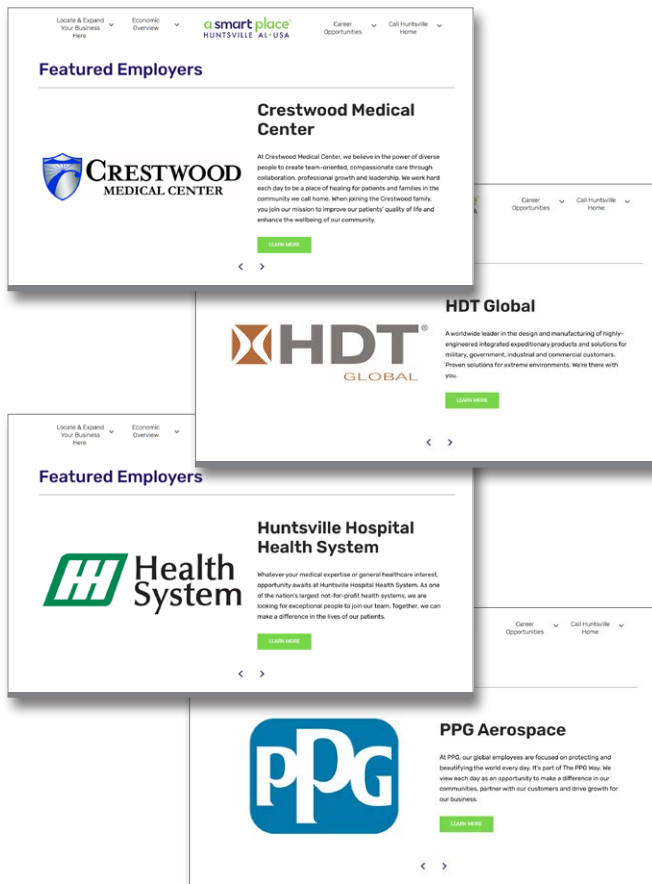 Locate & Expand
Your Business
Here
Economic
Overview
a smart place
HUNTSVILLE AL•USA
Career
Opportunities
Call Huntsville
Home
Featured Employers
CRESTWOOD
MEDICAL CENTER
Crestwood Medical
Center
At Crestwood Medical Center, we believe in the power of diverse
people to create team-oriented, compassionate care through
collaboration, professional growth and leadership. We work hard
each day to be a place of healing for patients and families in the
community we call home. When joining the Crestwood family,
you join our mission to improve our patients' quality of life and
enhance the wellbeing of our community.
LEARN MORE
Career
Opportunities
Call Huntsville
Home
HDT®
GLOBAL
HDT Global
A worldwide leader in the design and manufacturing of highly-
engineered integrated expeditionary products and solutions for
military, government, industrial and commercial customers.
Proven solutions for extreme environments. We're there with
you.
LEARN MORE
Locate & Expand
Your Business
Here
Economic
Overview
Featured Employers
HH Health
System
Huntsville Hospital
Health System
Whatever your medical expertise or general healthcare interest,
opportunity awaits at Huntsville Hospital Health System. As one
of the nation's largest not-for-profit health systems, we are
looking for exceptional people to join our team. Together, we can
make a difference in the lives of our patients.
LEARN MORE
Career
Opportunities
Call Huntsville
Home
PPG
PPG Aerospace
At PPG, our global employees are focused on protecting and
beautifying the world every day. It's part of The PPG Way. We
view each day as an opportunity to make a difference in our
communities, partner with our customers and drive growth for
our business.
LEARN MORE